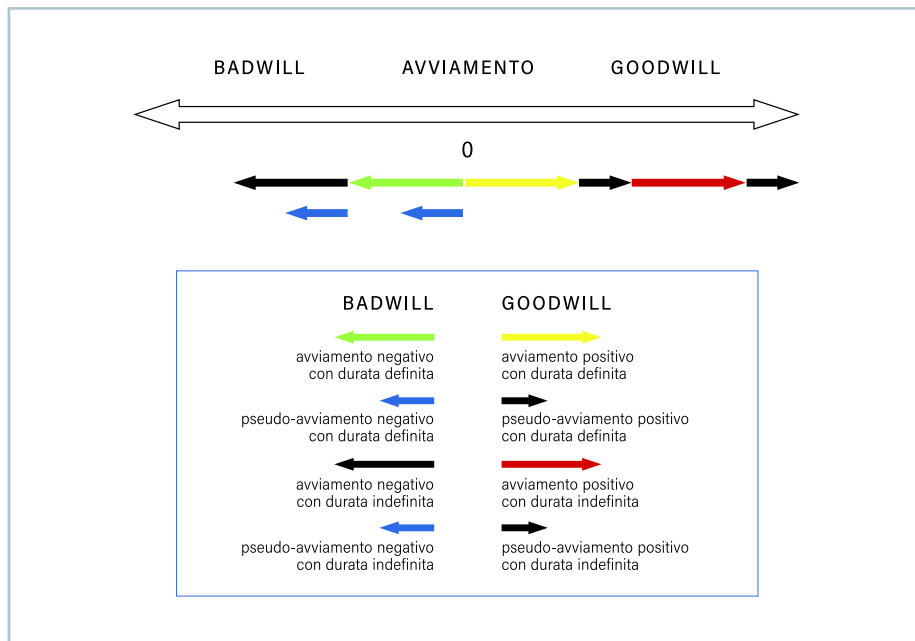 BADWILL AVVIAMENTO GOODWILL
0
BADWILL GOODWILL
avviamento negativo
con durata definita
avviamento positivo
con durata definita
pseudo-avviamento negativo
con durata definita
pseudo-avviamento positivo
con durata definita
avviamento negativo
con durata indefinita
avviamento positivo
con durata indefinita
pseudo-avviamento negativo
con durata indefinita
pseudo-avviamento positivo
con durata indefinita